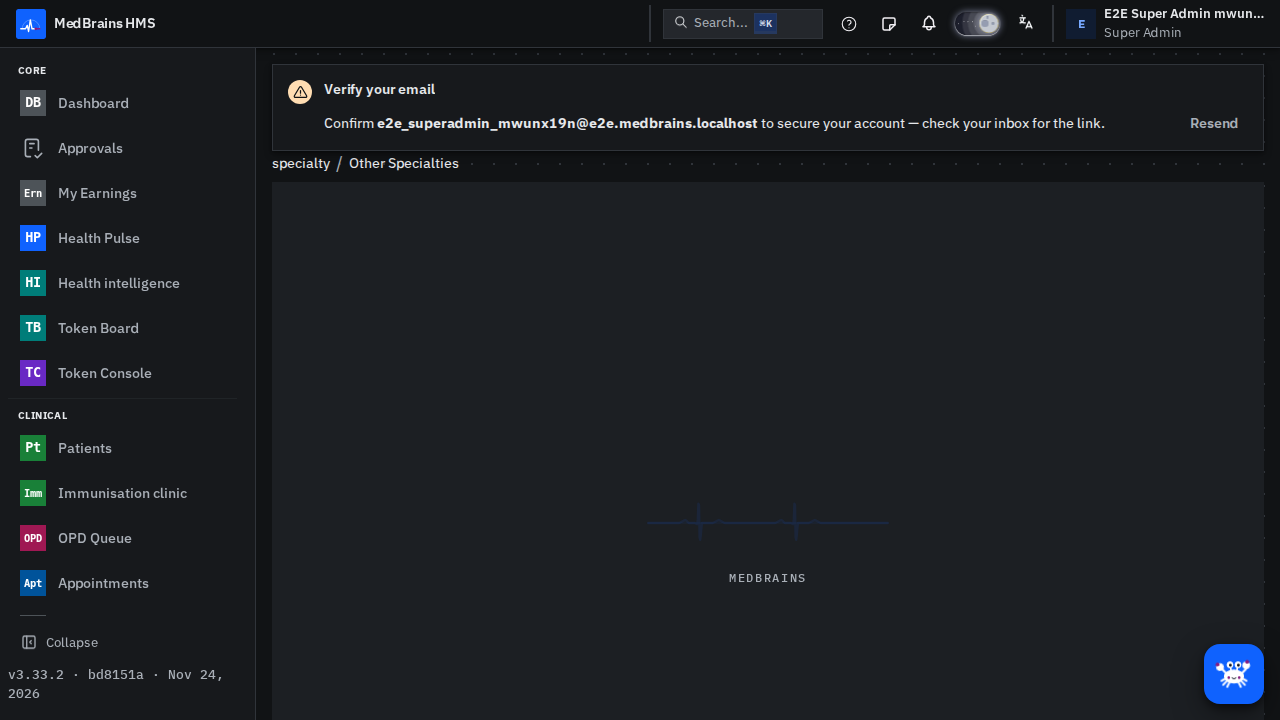 MedBrains HMS
Search... ⌘K
E
E2E Super Admin mwun...
Super Admin
CORE
DB Dashboard
Approvals
Ern My Earnings
HP Health Pulse
HI Health intelligence
TB Token Board
TC Token Console
CLINICAL
Pt Patients
Imm Immunisation clinic
OPD OPD Queue
Apt Appointments
Collapse
v3.33.2 · bd8151a · Nov 24,
2026
Verify your email
Confirm e2e_superadmin_mwunx19n@e2e.medbrains.localhost to secure your account — check your inbox for the link.
Resend
specialty / Other Specialties
MEDBRAINS